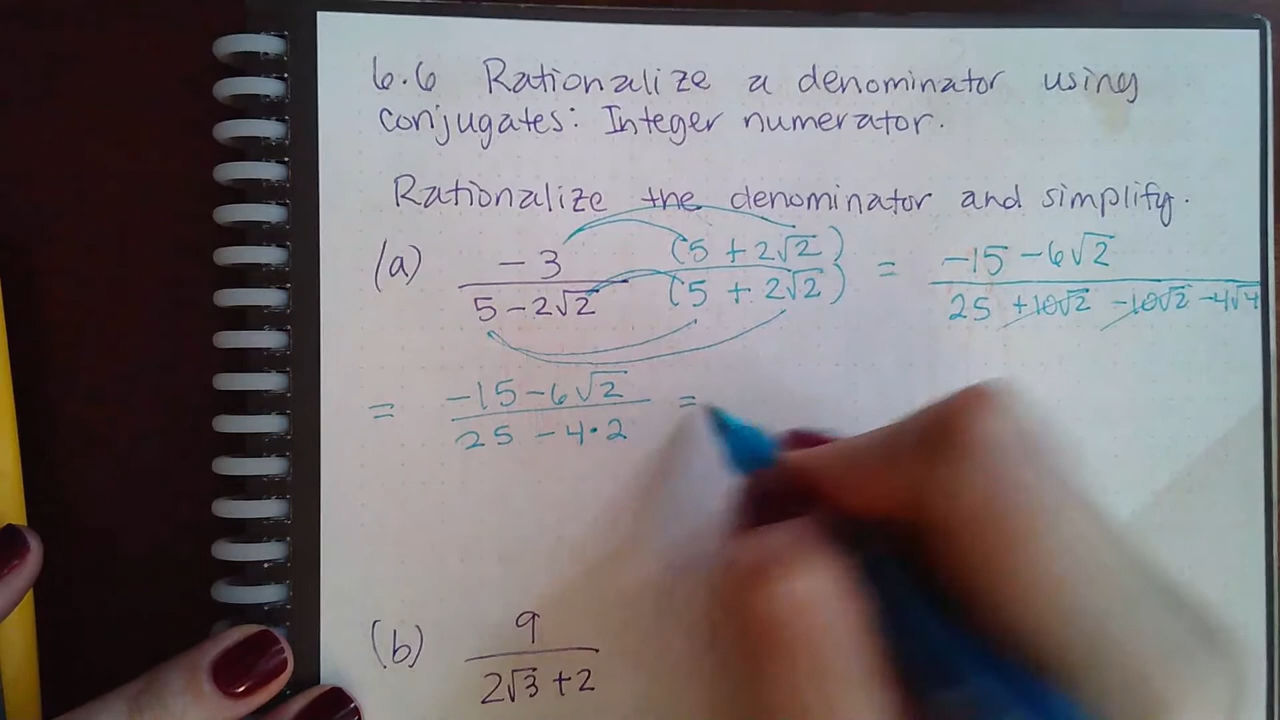 6.6 Rationalize a denominator using
conjugates: Integer numerator.
Rationalize the denominator and simplify.
(a) -3 / 5-2√2 (5+2√2) / (5+2√2) = -15-6√2 / 25 +10√2 -10√2 -4√4
= -15-6√2 / 25-4•2 =
(b) 9 / 2√3+2